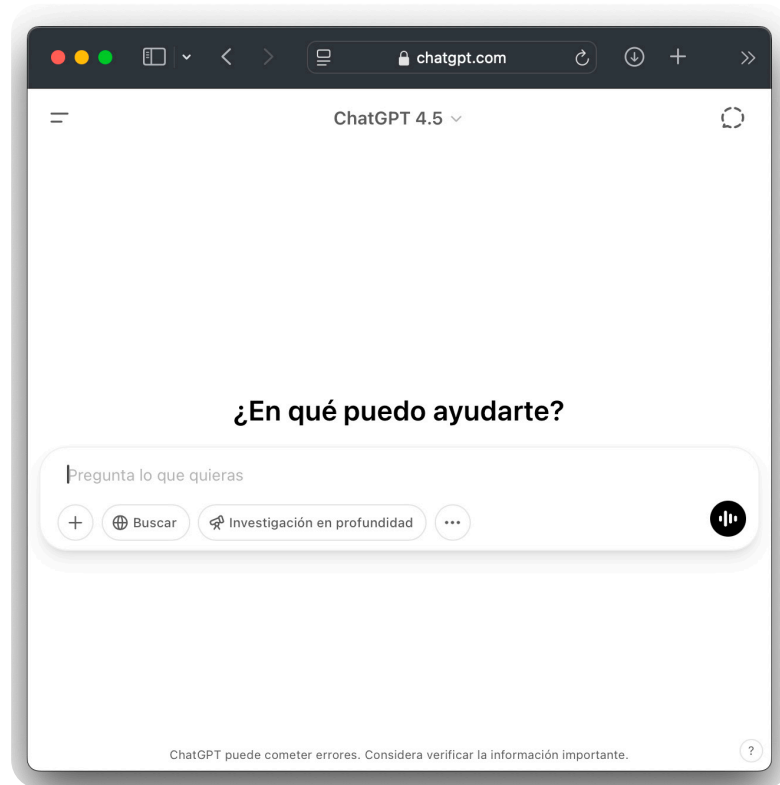 chatgpt.com
ChatGPT 4.5
¿En qué puedo ayudarte?
Pregunta lo que quieras
Buscar
Investigación en profundidad
ChatGPT puede cometer errores. Considera verificar la información importante.
?